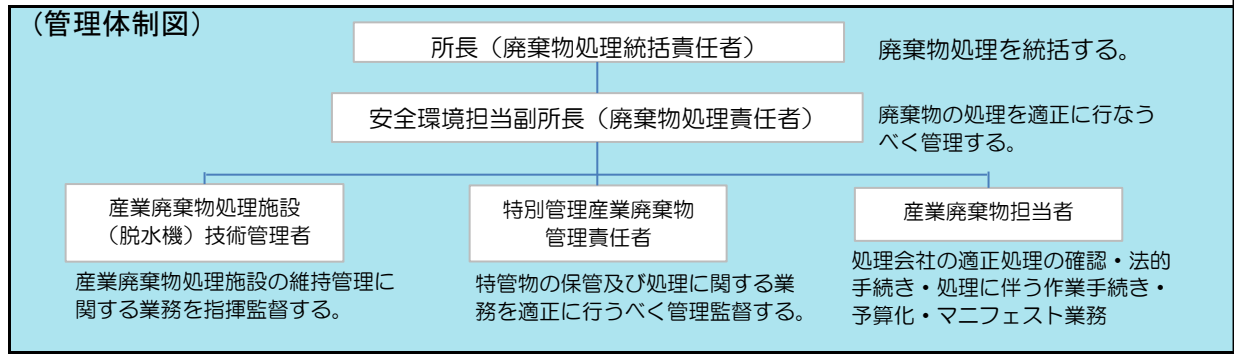 （管理体制図）
所長（廃棄物処理統括責任者）
廃棄物処理を統括する。
安全環境担当副所長（廃棄物処理責任者）
廃棄物の処理を適正に行なう
べく管理する。
産業廃棄物処理施設
（脱水機）技術管理者
産業廃棄物処理施設の維持管理に
関する業務を指揮監督する。
特別管理産業廃棄物
管理責任者
特管物の保管及び処理に関する業
務を適正に行うべく管理監督する。
産業廃棄物担当者
処理会社の適正処理の確認・法的
手続き・処理に伴う作業手続き・
予算化・マニフェスト業務